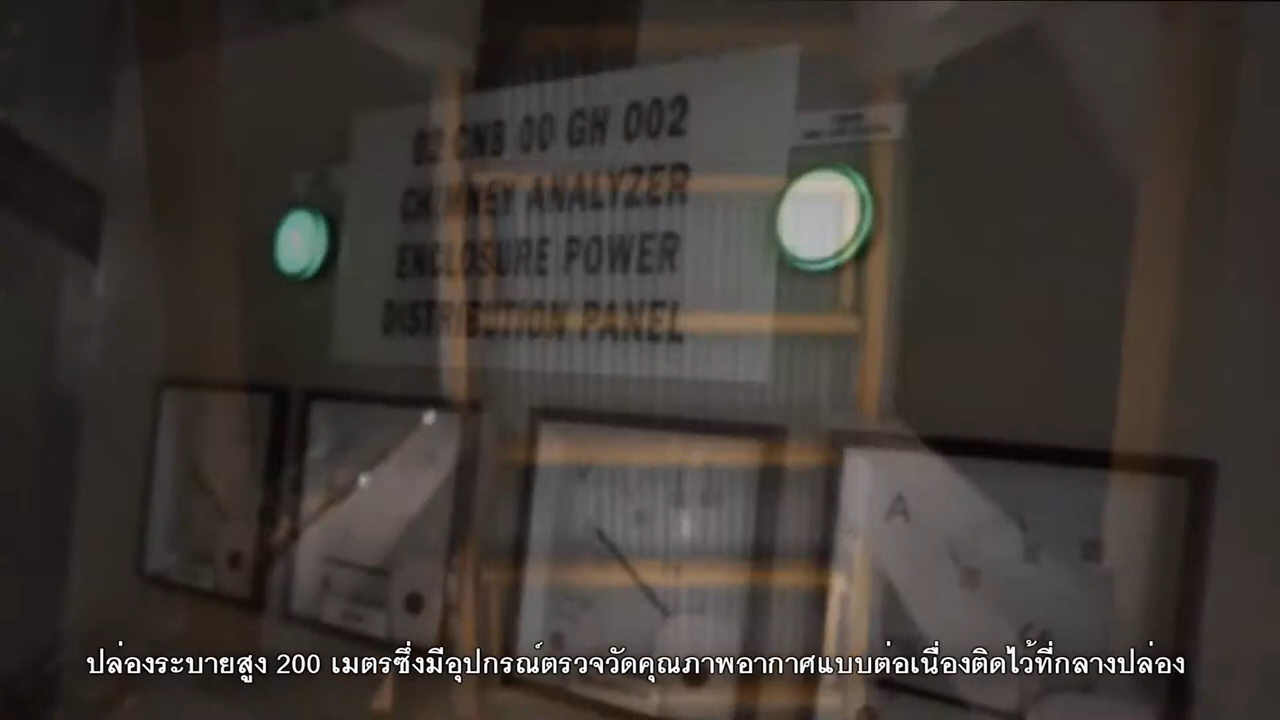 02 CNB 00 GH 002
CHIMNEY ANALYZER
ENCLOSURE POWER
DISTRIBUTION PANEL
A
ปล่องระบายสูง 200 เมตรซึ่งมีอุปกรณ์ตรวจวัดคุณภาพอากาศแบบต่อเนื่องติดไว้ที่กลางปล่อง